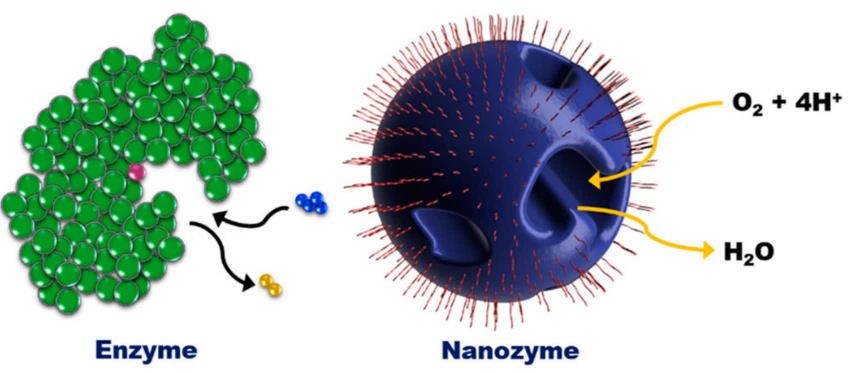 O₂ + 4H⁺
H₂O
Enzyme
Nanozyme